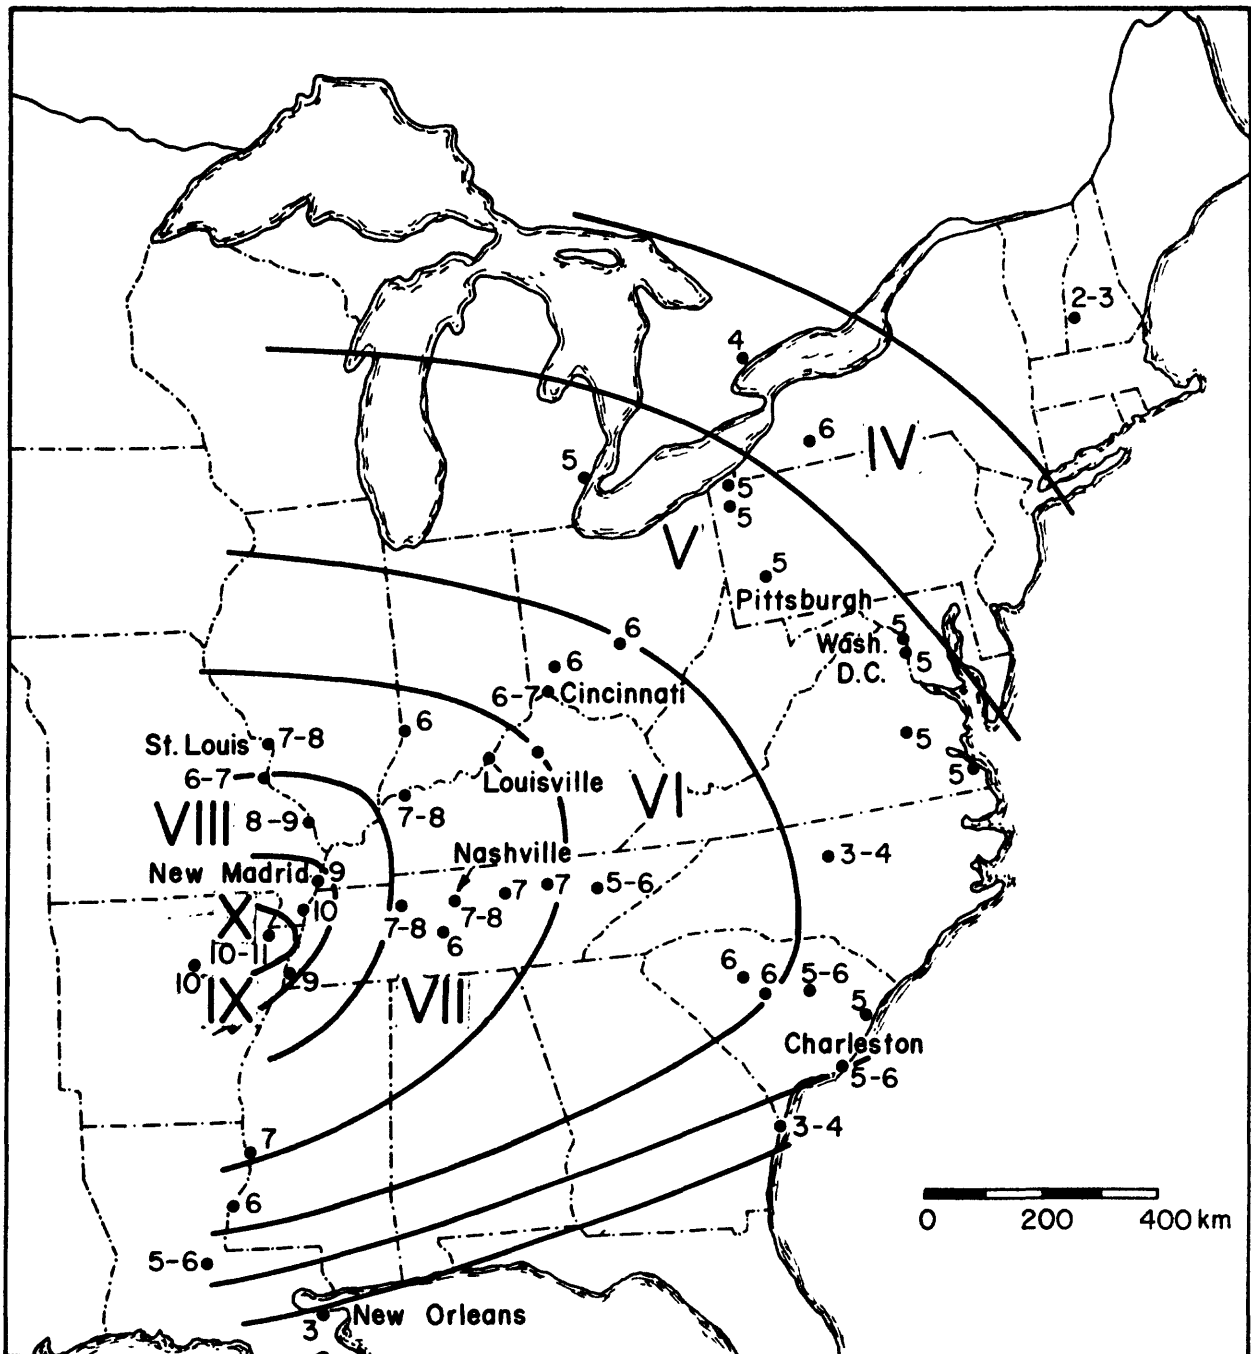 2-3
4
6
IV
5
5
5
V
5
Pittsburgh
6
5
Wash.
5
D.C.
6
6-7 Cincinnati
St. Louis 7-8
6
5
6-7
Louisville
VI
5
VIII 8-9
7-8
Nashville
3-4
New Madrid 9
7
7
5-6
X
10
7-8
7-8
6
10-11
10
IX
9
VII
6
6
5-6
5
Charleston
5-6
7
3-4
6
0 200 400 km
5-6
New Orleans
3